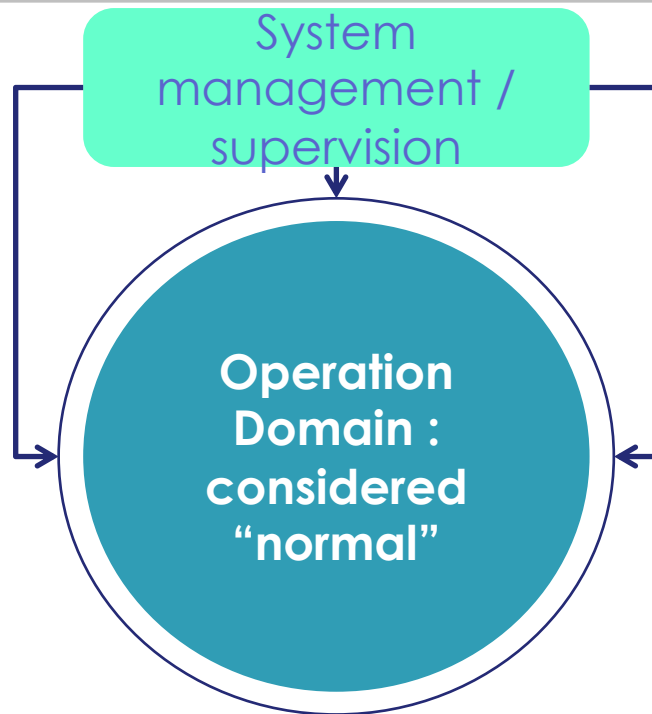 System
management /
supervision
Operation
Domain :
considered
“normal”